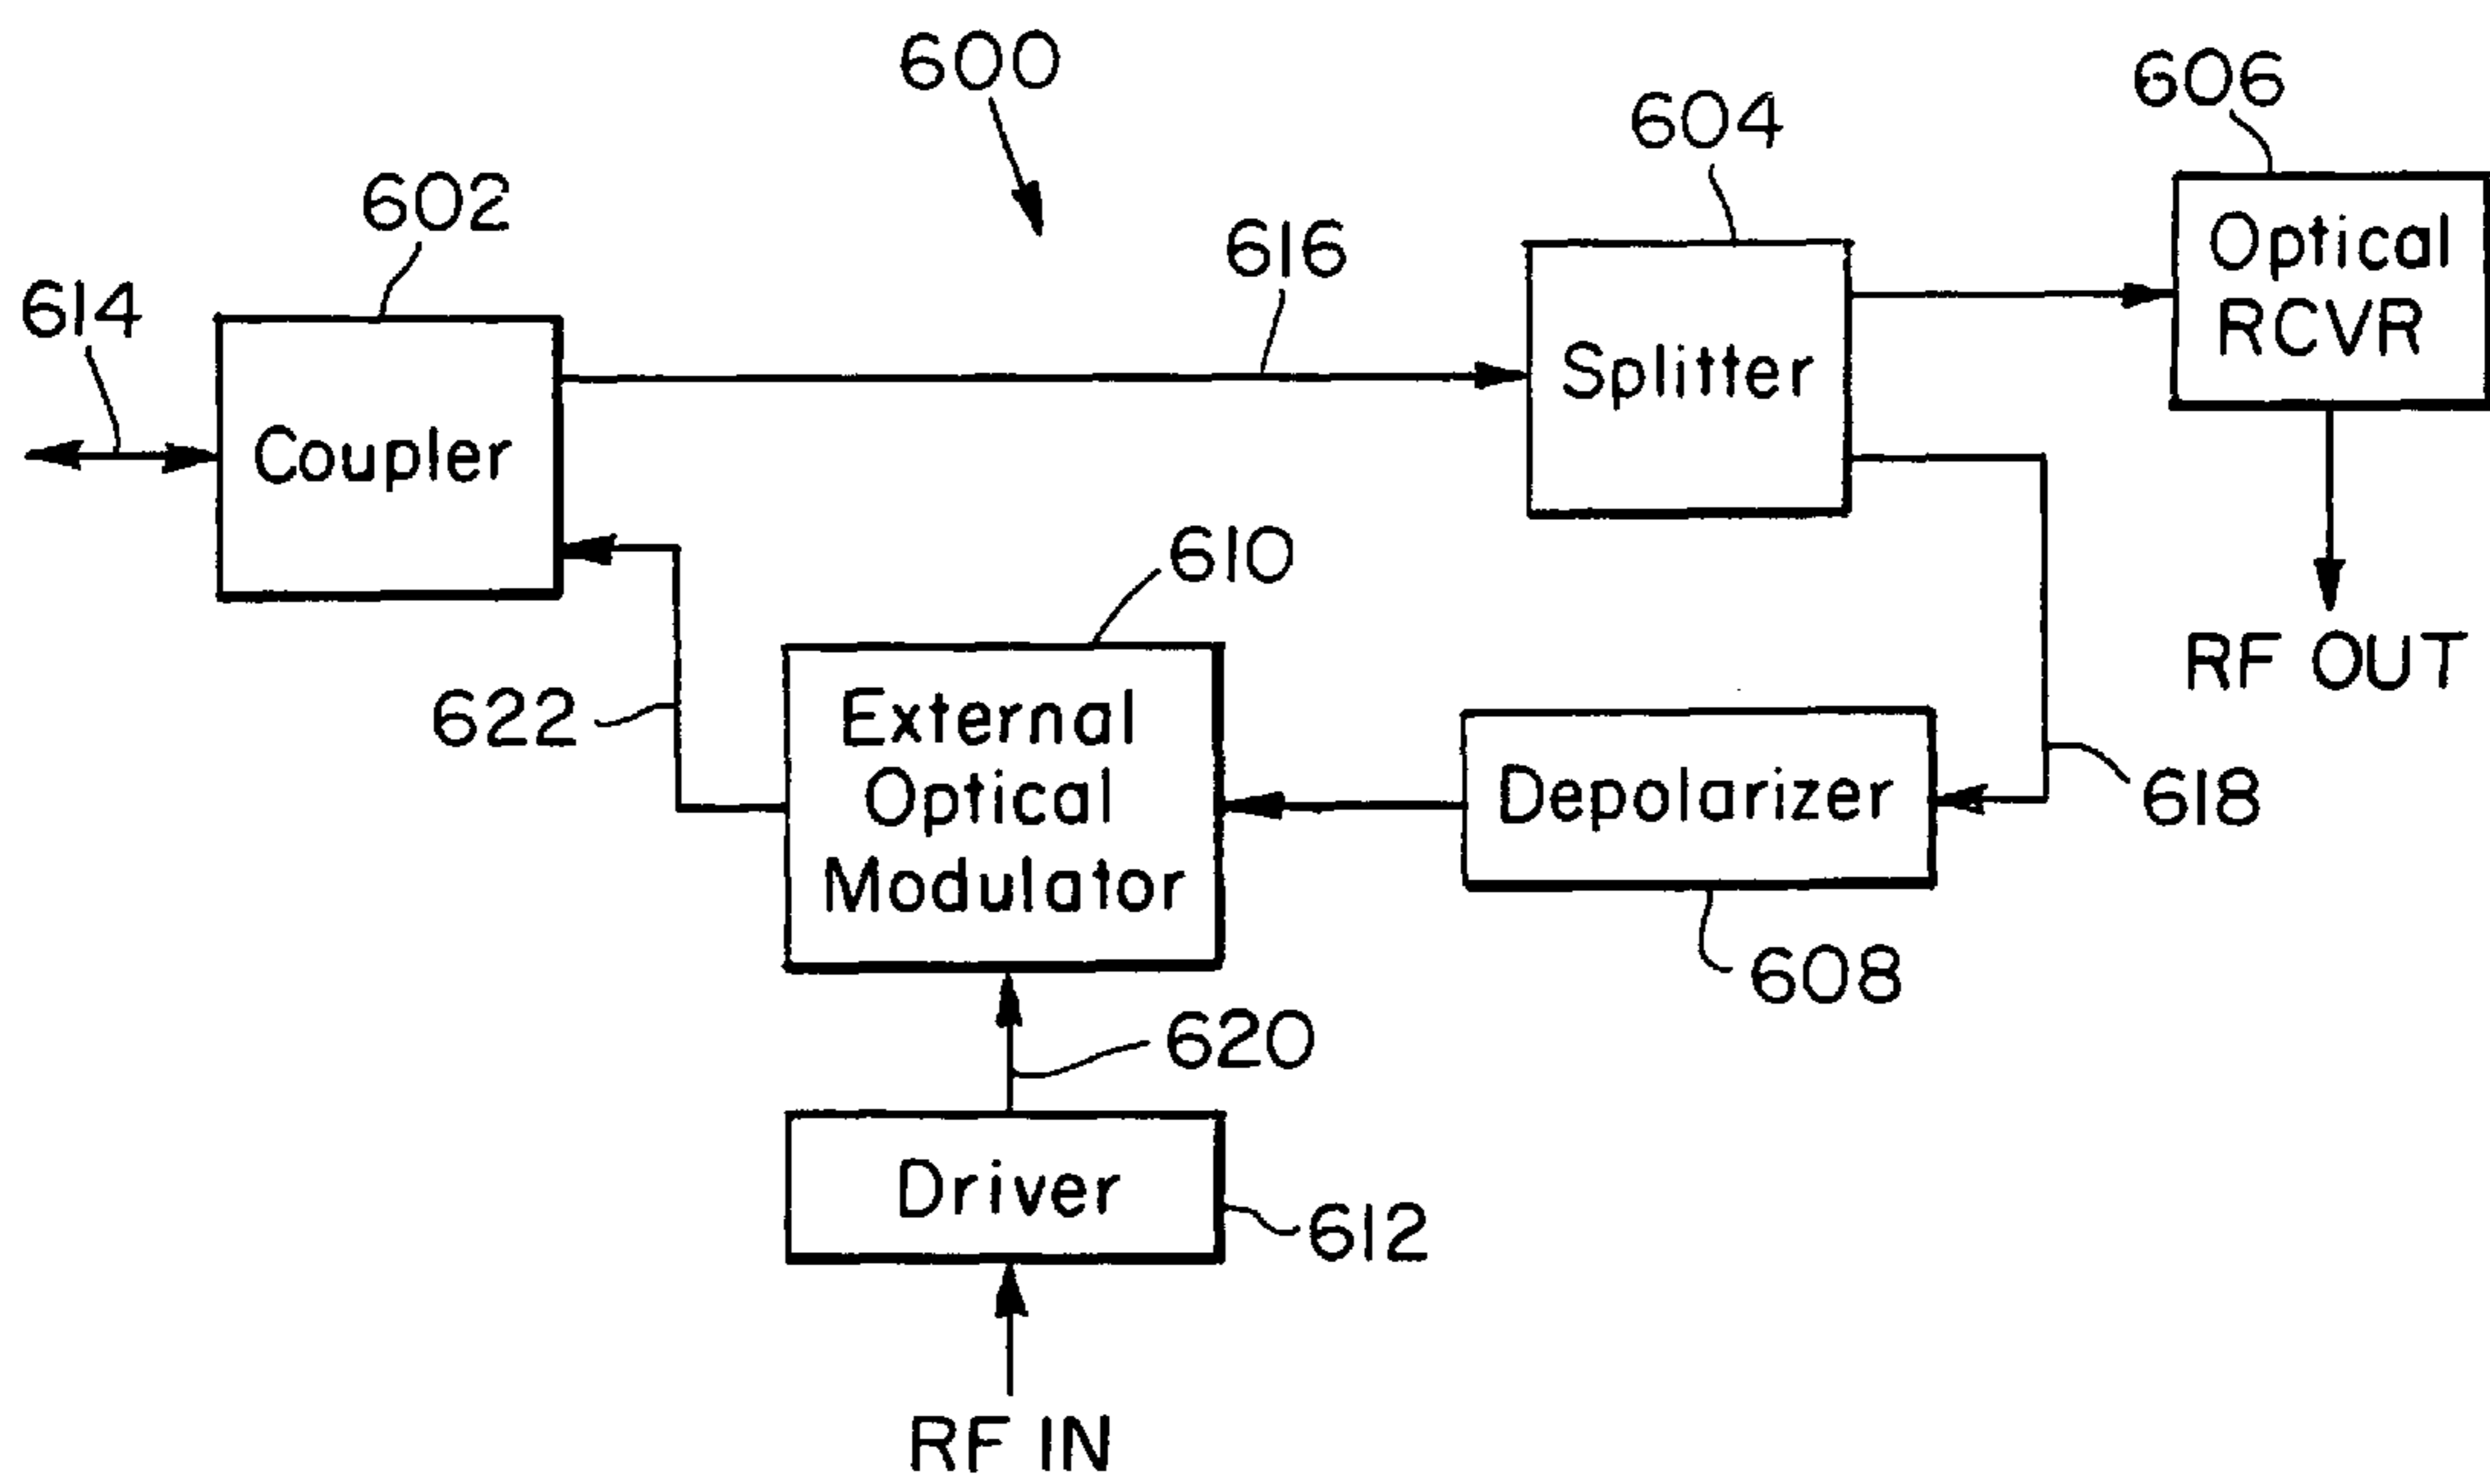 600
606
604
602
616
614
Optical
RCVR
Splitter
Coupler
610
RF OUT
622
External
Optical
Modulator
Depolarizer
618
608
620
Driver
612
RF IN